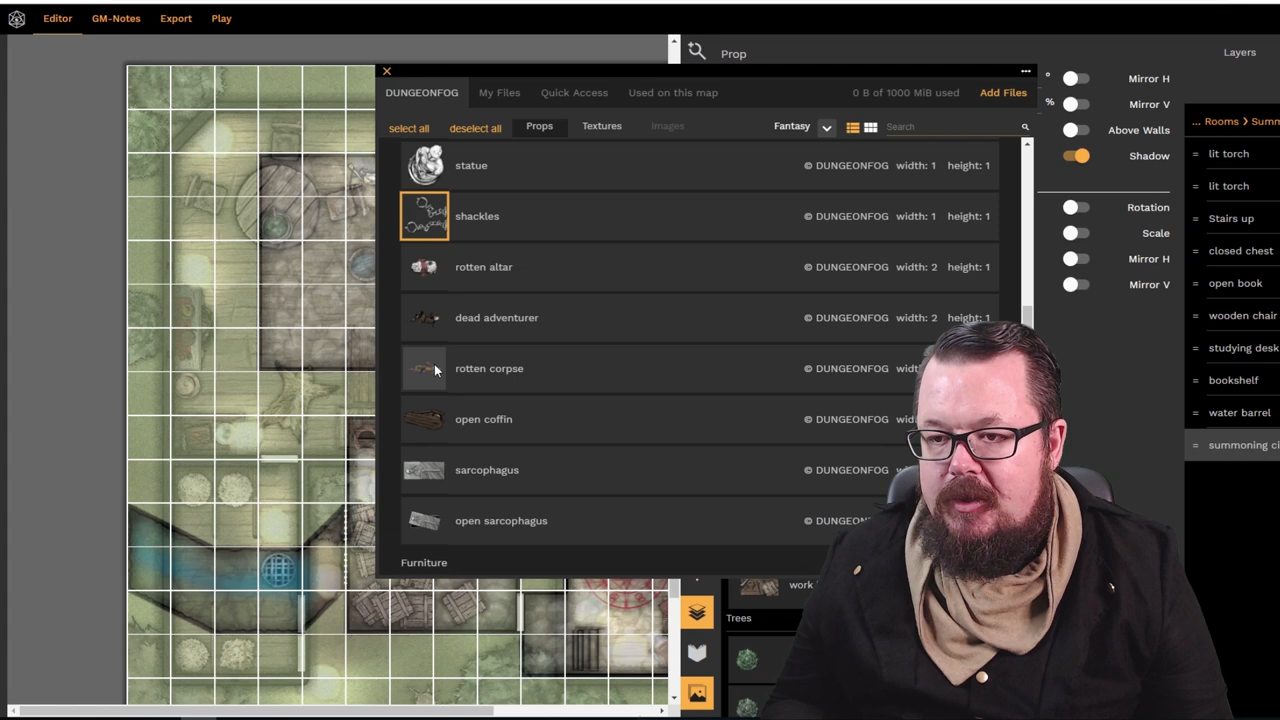 Editor GM-Notes Export Play
Prop
Layers
DUNGEONFOG My Files Quick Access Used on this map 0 B of 1000 MiB used Add Files
select all deselect all Props Textures Images Fantasy Search
statue © DUNGEONFOG width: 1 height: 1
shackles © DUNGEONFOG width: 1 height: 1
rotten altar © DUNGEONFOG width: 2 height: 1
dead adventurer © DUNGEONFOG width: 2 height: 1
rotten corpse © DUNGEONFOG
open coffin © DUNGEONFOG
sarcophagus © DUNGEONFOG
open sarcophagus
Furniture
°
%
Mirror H
Mirror V
Above Walls
Shadow
Rotation
Scale
Mirror H
Mirror V
... Rooms > Summ
= lit torch
= lit torch
= Stairs up
= closed chest
= open book
= wooden chair
= studying desk
= bookshelf
= water barrel
= summoning ci
work
Trees